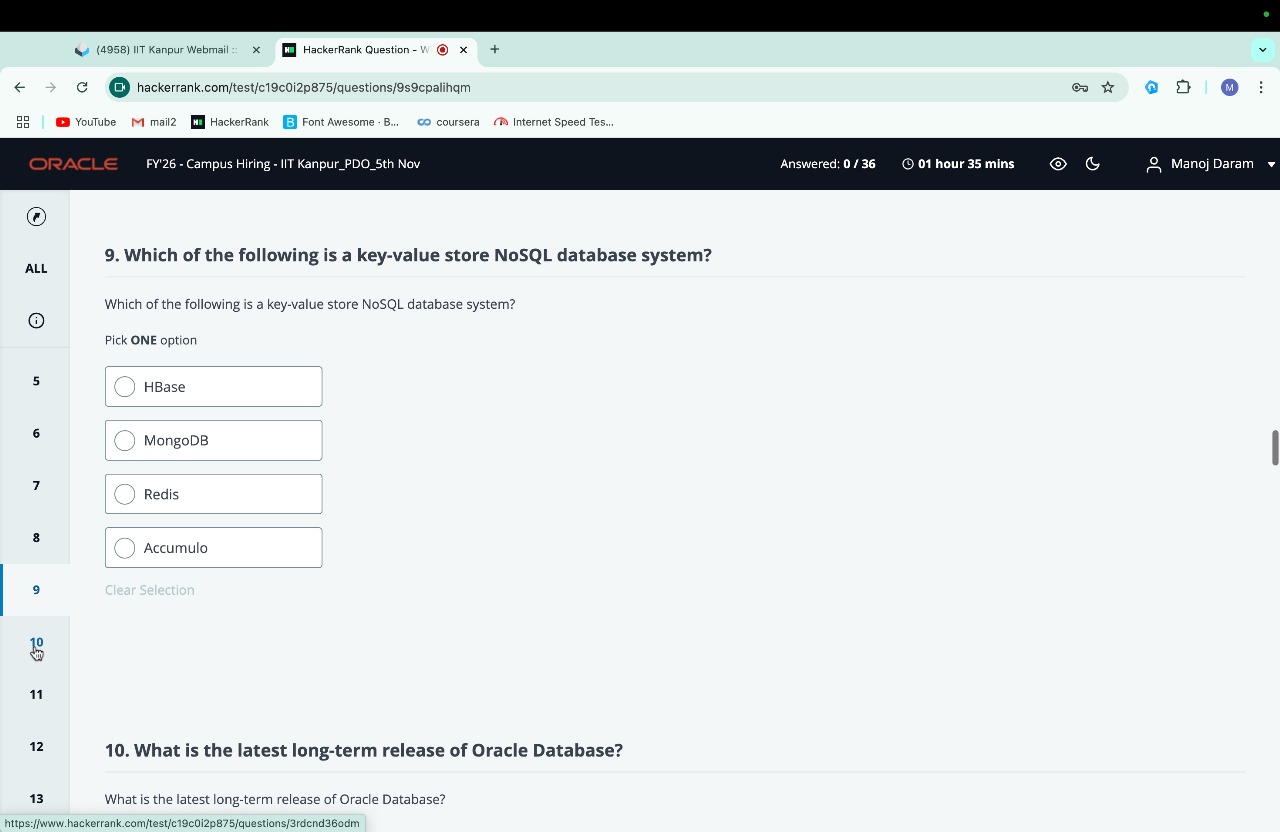 (4958) IIT Kanpur Webmail ::
HackerRank Question - W
hackerrank.com/test/c19c0i2p875/questions/9s9cpalihqm
M
YouTube
mail2
HackerRank
Font Awesome · B...
coursera
Internet Speed Tes...
ORACLE
FY'26 - Campus Hiring - IIT Kanpur_PDO_5th Nov
Answered: 0 / 36
01 hour 35 mins
Manoj Daram
ALL
5
6
7
8
9
10
11
12
13
9. Which of the following is a key-value store NoSQL database system?
Which of the following is a key-value store NoSQL database system?
Pick ONE option
HBase
MongoDB
Redis
Accumulo
Clear Selection
10. What is the latest long-term release of Oracle Database?
What is the latest long-term release of Oracle Database?
https://www.hackerrank.com/test/c19c0i2p875/questions/3rdcnd36odm